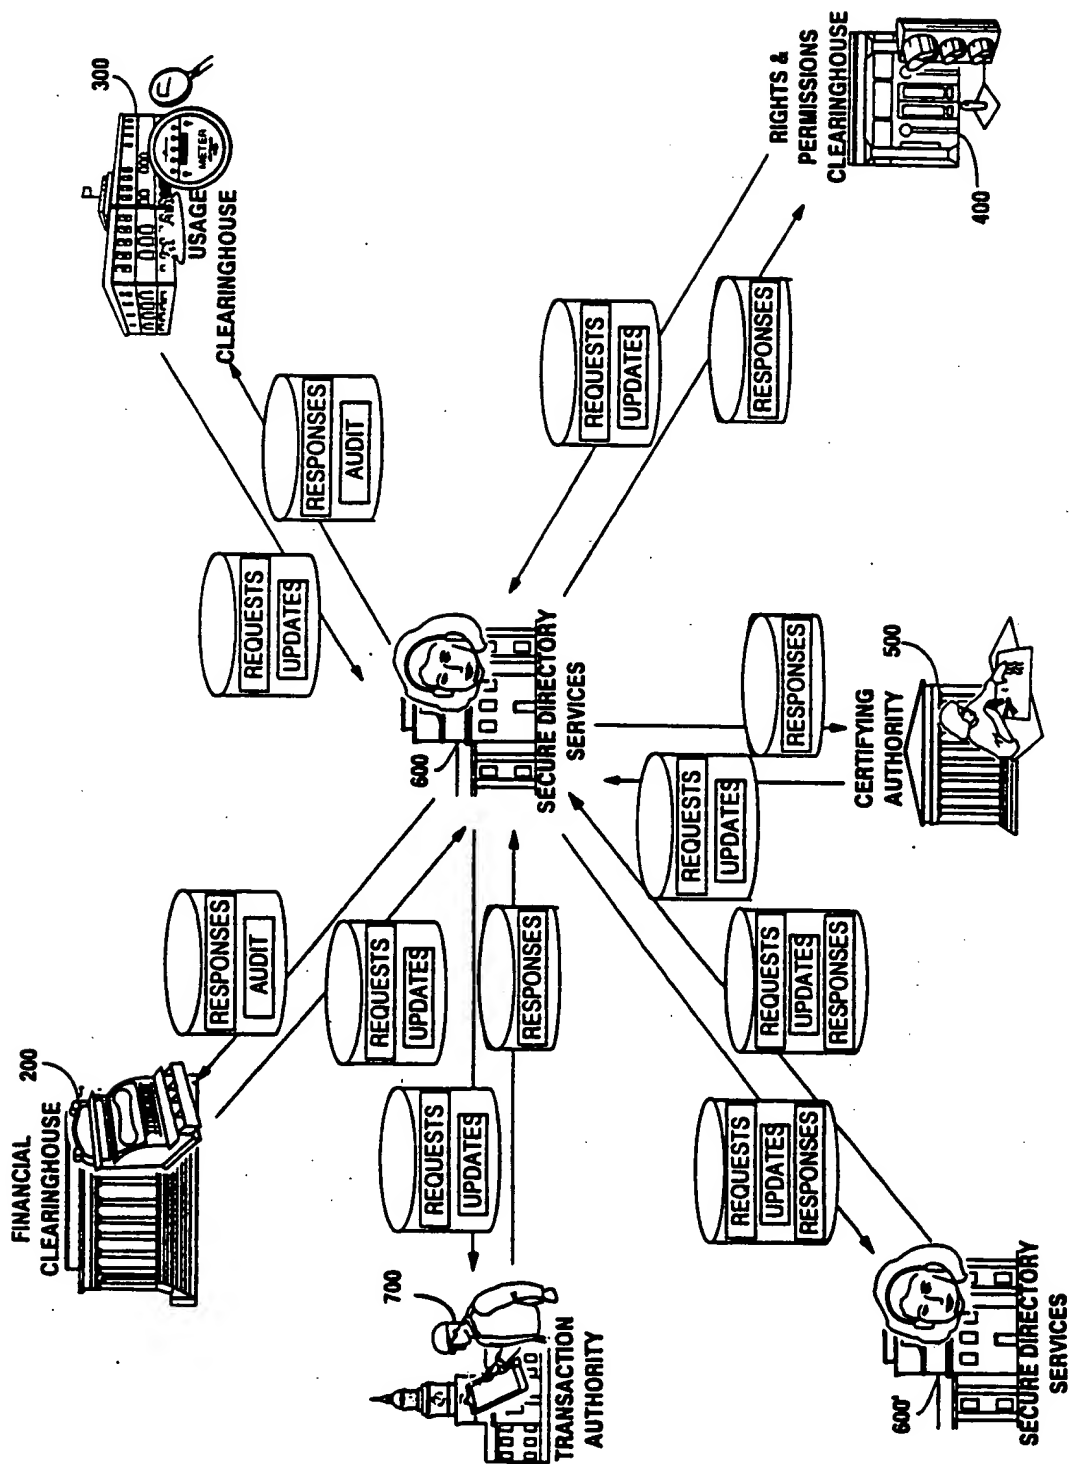 FINANCIAL
CLEARINGHOUSE
200
300
METER
USAGE
CLEARINGHOUSE
RESPONSES
AUDIT
REQUESTS
UPDATES
RESPONSES
AUDIT
REQUESTS
UPDATES
700
600
REQUESTS
UPDATES
RESPONSES
TRANSACTION
AUTHORITY
SECURE DIRECTORY
SERVICES
REQUESTS
UPDATES
REQUESTS
UPDATES
RESPONSES
REQUESTS
UPDATES
RESPONSES
REQUESTS
UPDATES
RESPONSES
RESPONSES
RIGHTS &
PERMISSIONS
CLEARINGHOUSE
400
CERTIFYING
AUTHORITY
500
600'
SECURE DIRECTORY
SERVICES